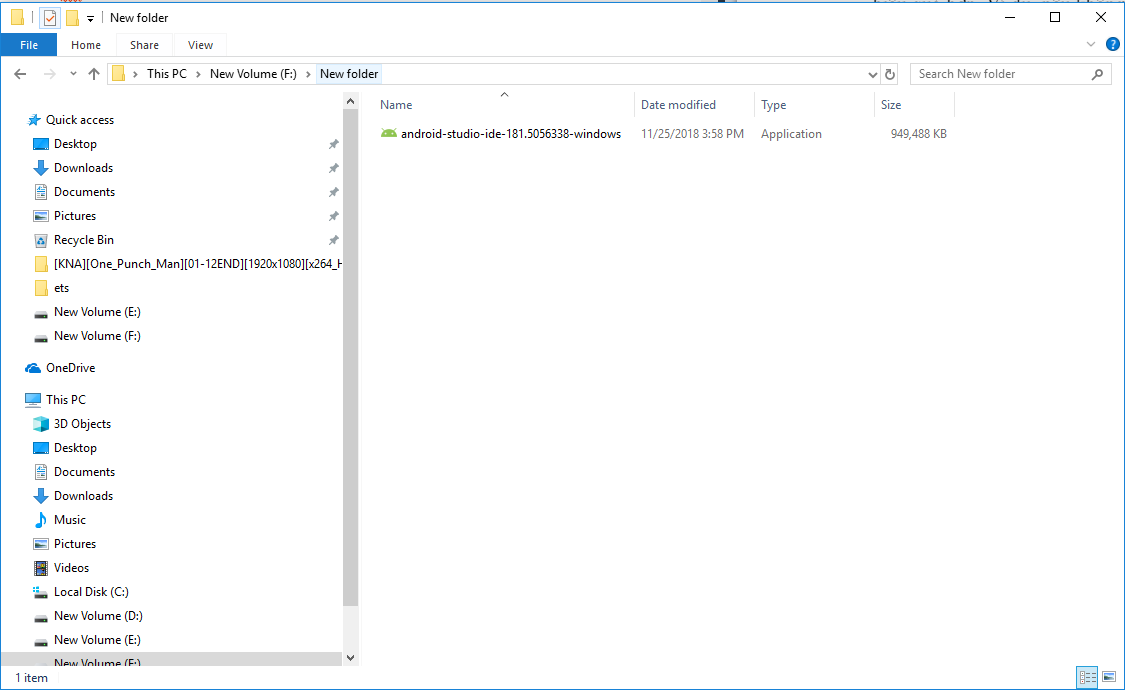 New folder
File Home Share View
This PC New Volume (F:) New folder
Search New folder
Name Date modified Type Size
android-studio-ide-181.5056338-windows 11/25/2018 3:58 PM Application 949,488 KB
Quick access
Desktop
Downloads
Documents
Pictures
Recycle Bin
[KNA][One_Punch_Man][01-12END][1920x1080][x264_H
ets
New Volume (E:)
New Volume (F:)
OneDrive
This PC
3D Objects
Desktop
Documents
Downloads
Music
Pictures
Videos
Local Disk (C:)
New Volume (D:)
New Volume (E:)
New Volume (F:)
1 item